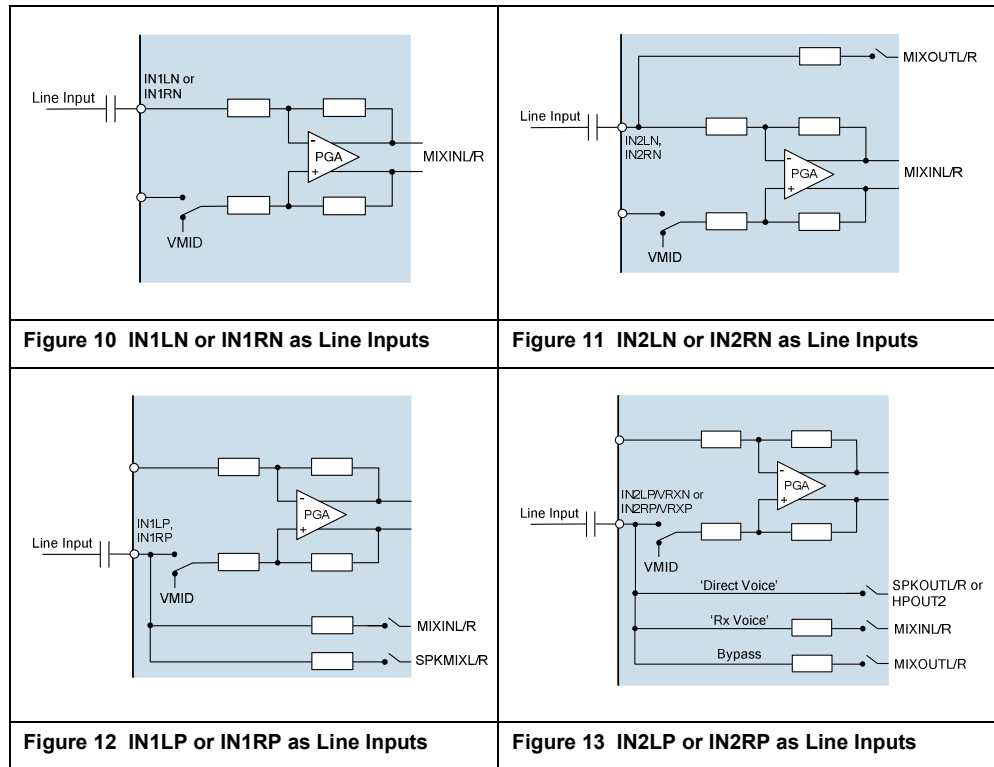 IN1LN or
IN1RN
Line Input
PGA
-
+
MIXINL/R
VMID
Figure 10 IN1LN or IN1RN as Line Inputs
MIXOUTL/R
Line Input
IN2LN,
IN2RN
PGA
-
+
MIXINL/R
VMID
Figure 11 IN2LN or IN2RN as Line Inputs
PGA
-
+
IN1LP,
IN1RP
Line Input
VMID
MIXINL/R
SPKMIXL/R
Figure 12 IN1LP or IN1RP as Line Inputs
PGA
-
+
IN2LP/VRXN or
IN2RP/VRXP
Line Input
VMID
'Direct Voice'
SPKOUTL/R or
HPOUT2
'Rx Voice'
MIXINL/R
Bypass
MIXOUTL/R
Figure 13 IN2LP or IN2RP as Line Inputs